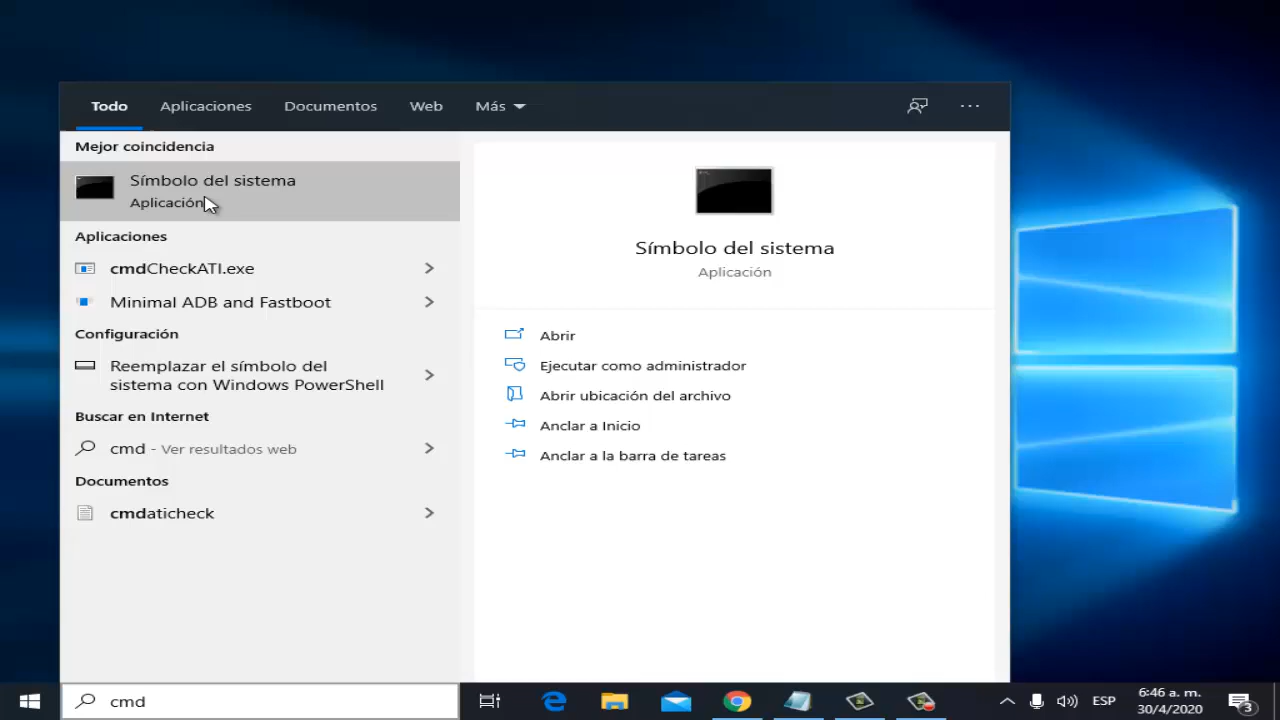 Todo Aplicaciones Documentos Web Más
Mejor coincidencia
Símbolo del sistema
Aplicación
Aplicaciones
cmdCheckATI.exe
Minimal ADB and Fastboot
Configuración
Reemplazar el símbolo del
sistema con Windows PowerShell
Buscar en Internet
cmd - Ver resultados web
Documentos
cmdaticheck
Símbolo del sistema
Aplicación
Abrir
Ejecutar como administrador
Abrir ubicación del archivo
Anclar a Inicio
Anclar a la barra de tareas
cmd
ESP
6:46 a. m.
30/4/2020
3